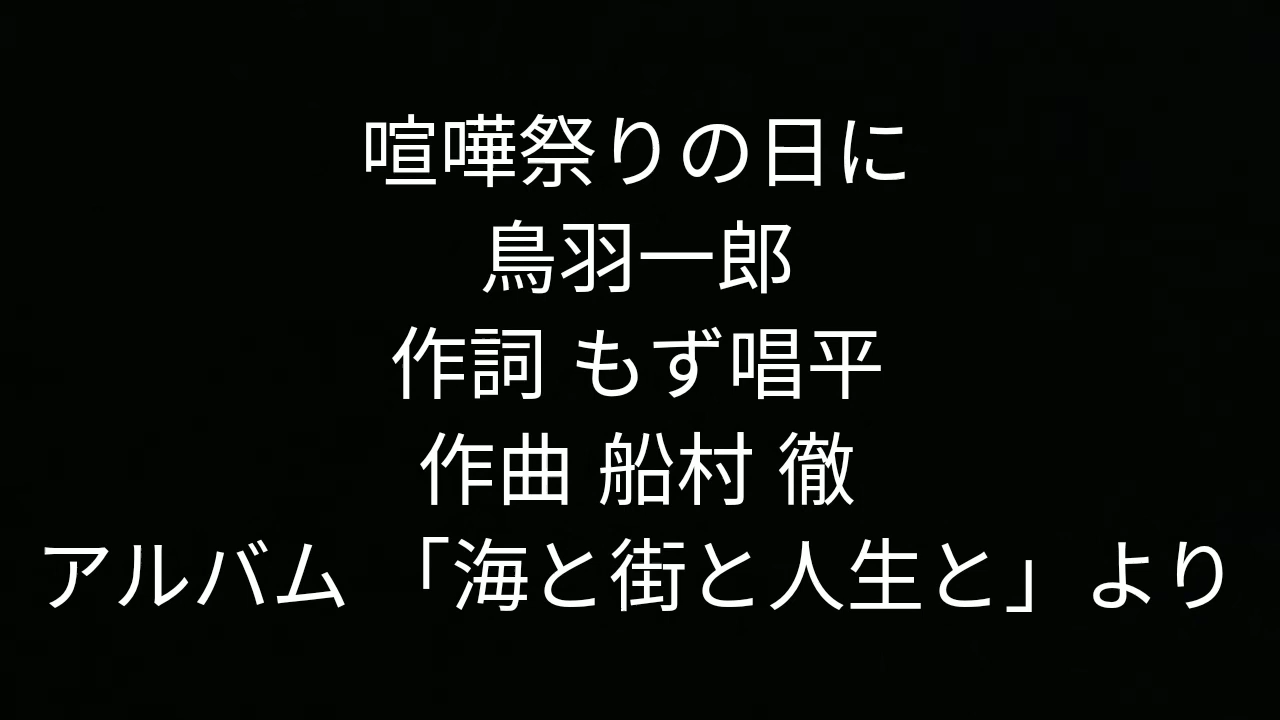 喧嘩祭りの日に
鳥羽一郎
作詞 もず唱平
作曲 船村 徹
アルバム 「海と街と人生と」より